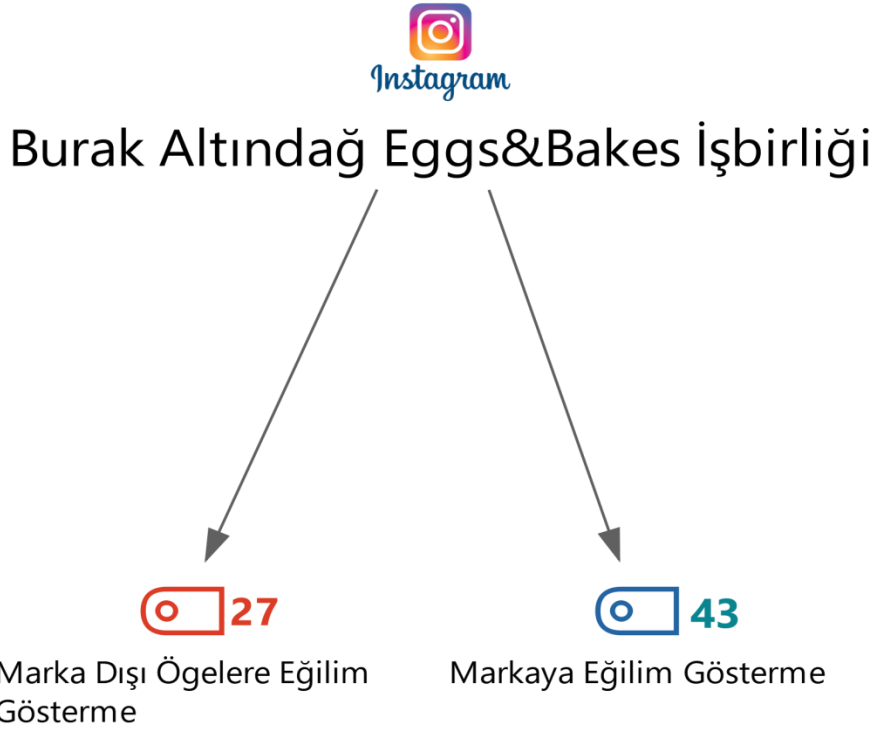 Instagram
Burak Altındağ Eggs&Bakes İşbirliği
27
43
Marka Dışı Ögelere Eğilim
Gösterme
Markaya Eğilim Gösterme